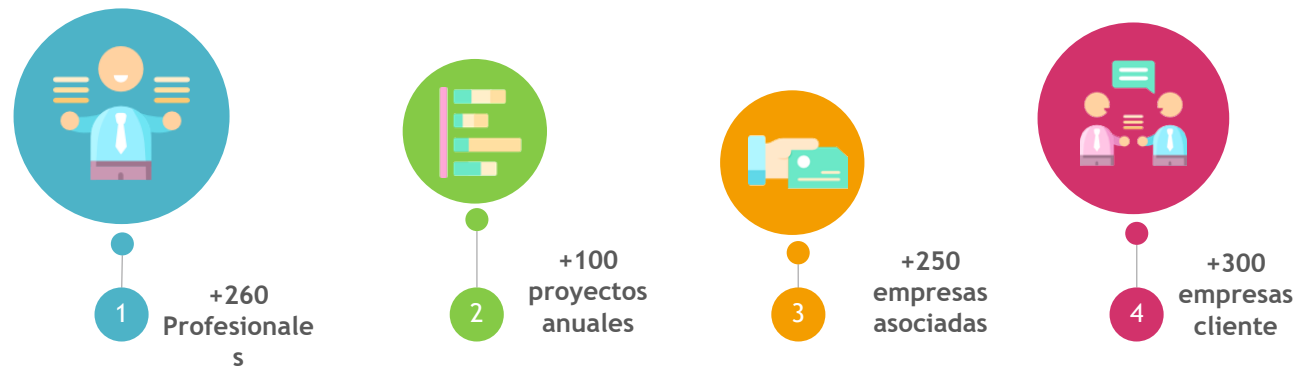 1
+260
Profesionale
s
2
+100
proyectos
anuales
3
+250
empresas
asociadas
4
+300
empresas
cliente